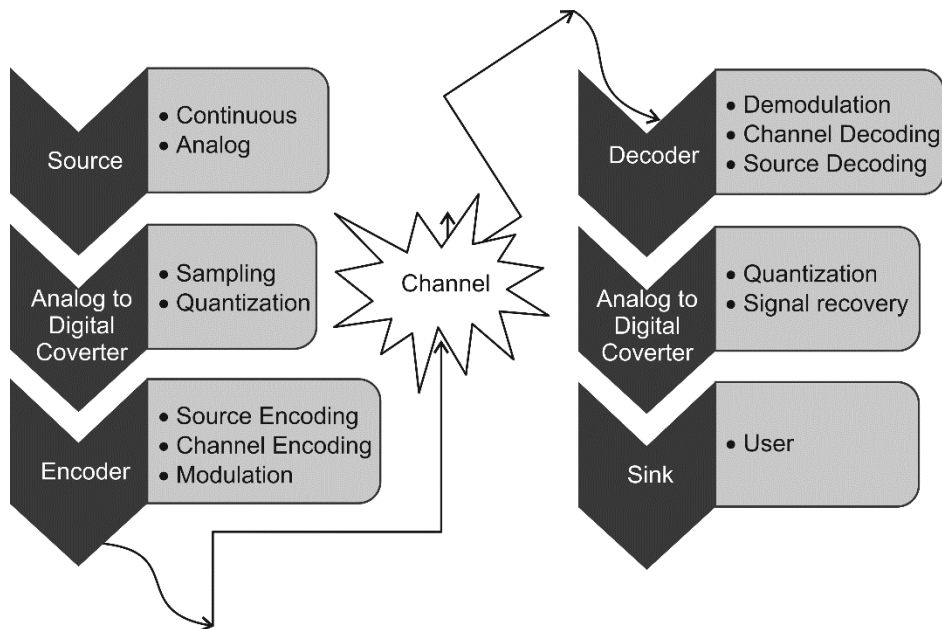 Source
• Continuous
• Analog
Analog to
Digital
Coverter
• Sampling
• Quantization
Encoder
• Source Encoding
• Channel Encoding
• Modulation
Channel
Decoder
• Demodulation
• Channel Decoding
• Source Decoding
Analog to
Digital
Coverter
• Quantization
• Signal recovery
Sink
• User